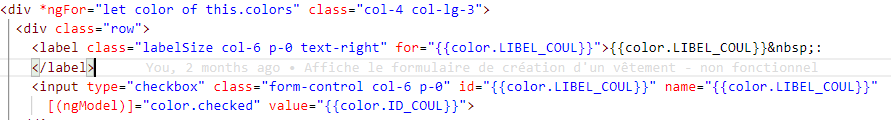 <div *ngFor="let color of this.colors" class="col-4 col-lg-3">
<div class="row">
<label class="labelSize col-6 p-0 text-right" for="{{color.LIBEL_COUL}}">{{color.LIBEL_COUL}}&nbsp;:
</label> You, 2 months ago • Affiche le formulaire de création d'un vêtement - non fonctionnel
<input type="checkbox" class="form-control col-6 p-0" id="{{color.LIBEL_COUL}}" name="{{color.LIBEL_COUL}}"
[(ngModel)]="color.checked" value="{{color.ID_COUL}}">